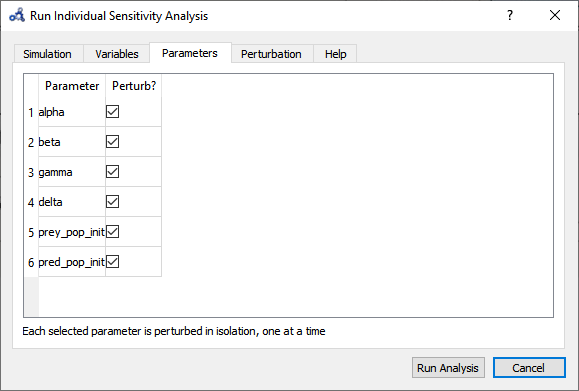 Run Individual Sensitivity Analysis
?
Simulation Variables Parameters Perturbation Help
Parameter Perturb?
1 alpha
2 beta
3 gamma
4 delta
5 prey_pop_init
6 pred_pop_init
Each selected parameter is perturbed in isolation, one at a time
Run Analysis Cancel